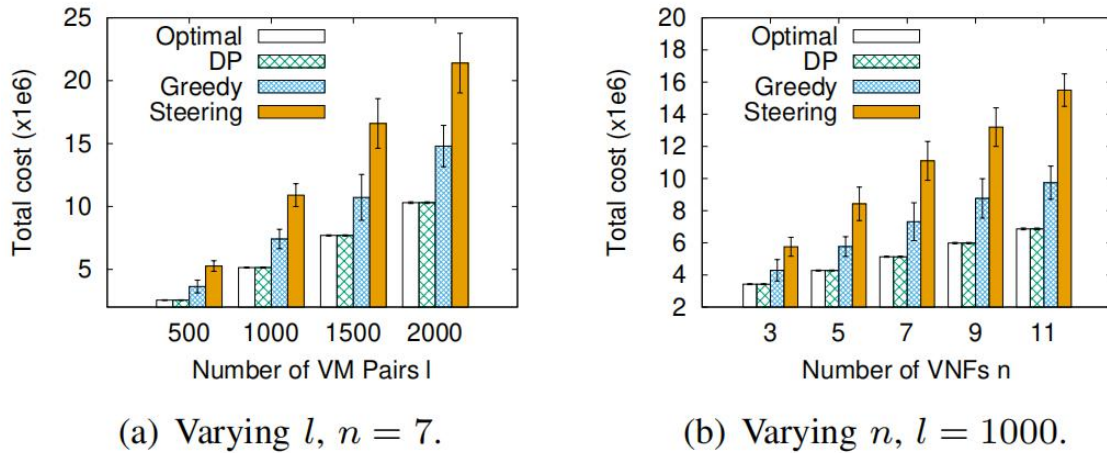 25
20
15
10
5
Total cost (x1e6)
Optimal
DP
Greedy
Steering
500 1000 1500 2000
Number of VM Pairs l
(a) Varying l, n = 7.
20
18
16
14
12
10
8
6
4
2
Total cost (x1e6)
Optimal
DP
Greedy
Steering
3 5 7 9 11
Number of VNFs n
(b) Varying n, l = 1000.